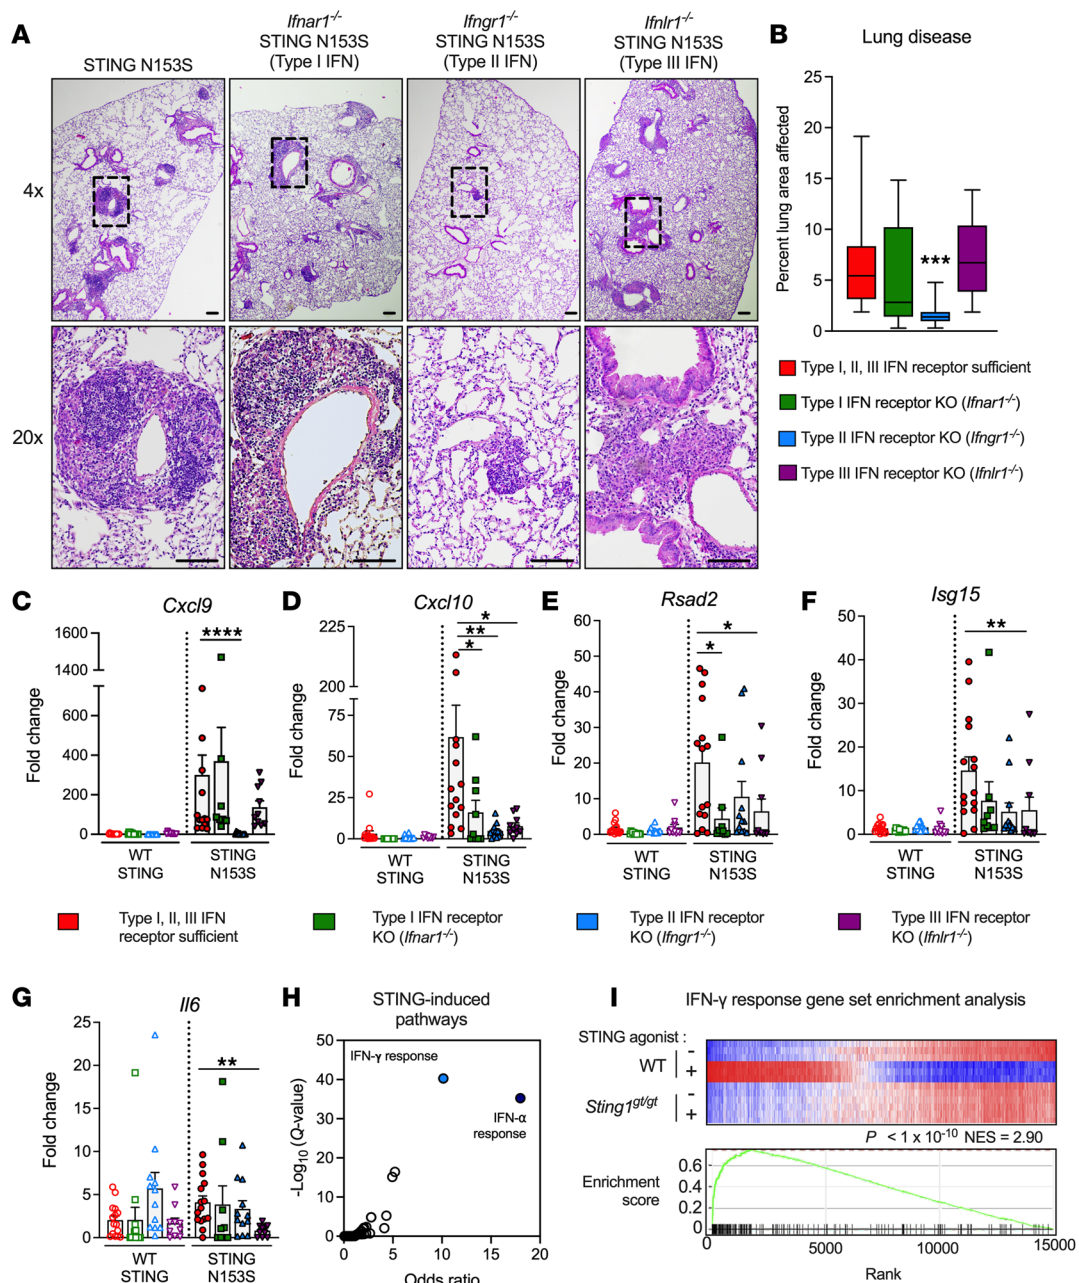 A
STING N153S
Ifnar1-/-
STING N153S
(Type I IFN)
Ifngr1-/-
STING N153S
(Type II IFN)
Ifnlr1-/-
STING N153S
(Type III IFN)
4x
20x
B
Lung disease
Percent lung area affected
25
20
15
10
5
0
***
Type I, II, III IFN receptor sufficient
Type I IFN receptor KO (Ifnar1-/-)
Type II IFN receptor KO (Ifngr1-/-)
Type III IFN receptor KO (Ifnlr1-/-)
C
Cxcl9
Fold change
1600
1400
600
400
200
0
****
WT
STING
STING
N153S
D
Cxcl10
Fold change
225
200
75
50
25
0
*
**
*
WT
STING
STING
N153S
E
Rsad2
Fold change
60
50
40
30
20
10
0
*
*
WT
STING
STING
N153S
F
Isg15
Fold change
50
40
30
20
10
0
**
WT
STING
STING
N153S
Type I, II, III IFN
receptor sufficient
Type I IFN receptor
KO (Ifnar1-/-)
Type II IFN receptor
KO (Ifngr1-/-)
Type III IFN receptor
KO (Ifnlr1-/-)
G
Il6
Fold change
25
20
15
10
5
0
**
WT
STING
STING
N153S
H
STING-induced
pathways
-Log10 (Q-value)
50
40
30
20
10
0
IFN-γ response
IFN-α
response
0
5
10
15
20
Odds ratio
I
IFN-γ response gene set enrichment analysis
STING agonist :
WT
-
+
Sting1gt/gt
-
+
P < 1 x 10-10 NES = 2.90
Enrichment
score
0.6
0.4
0.2
0
0
5000
10000
15000
Rank